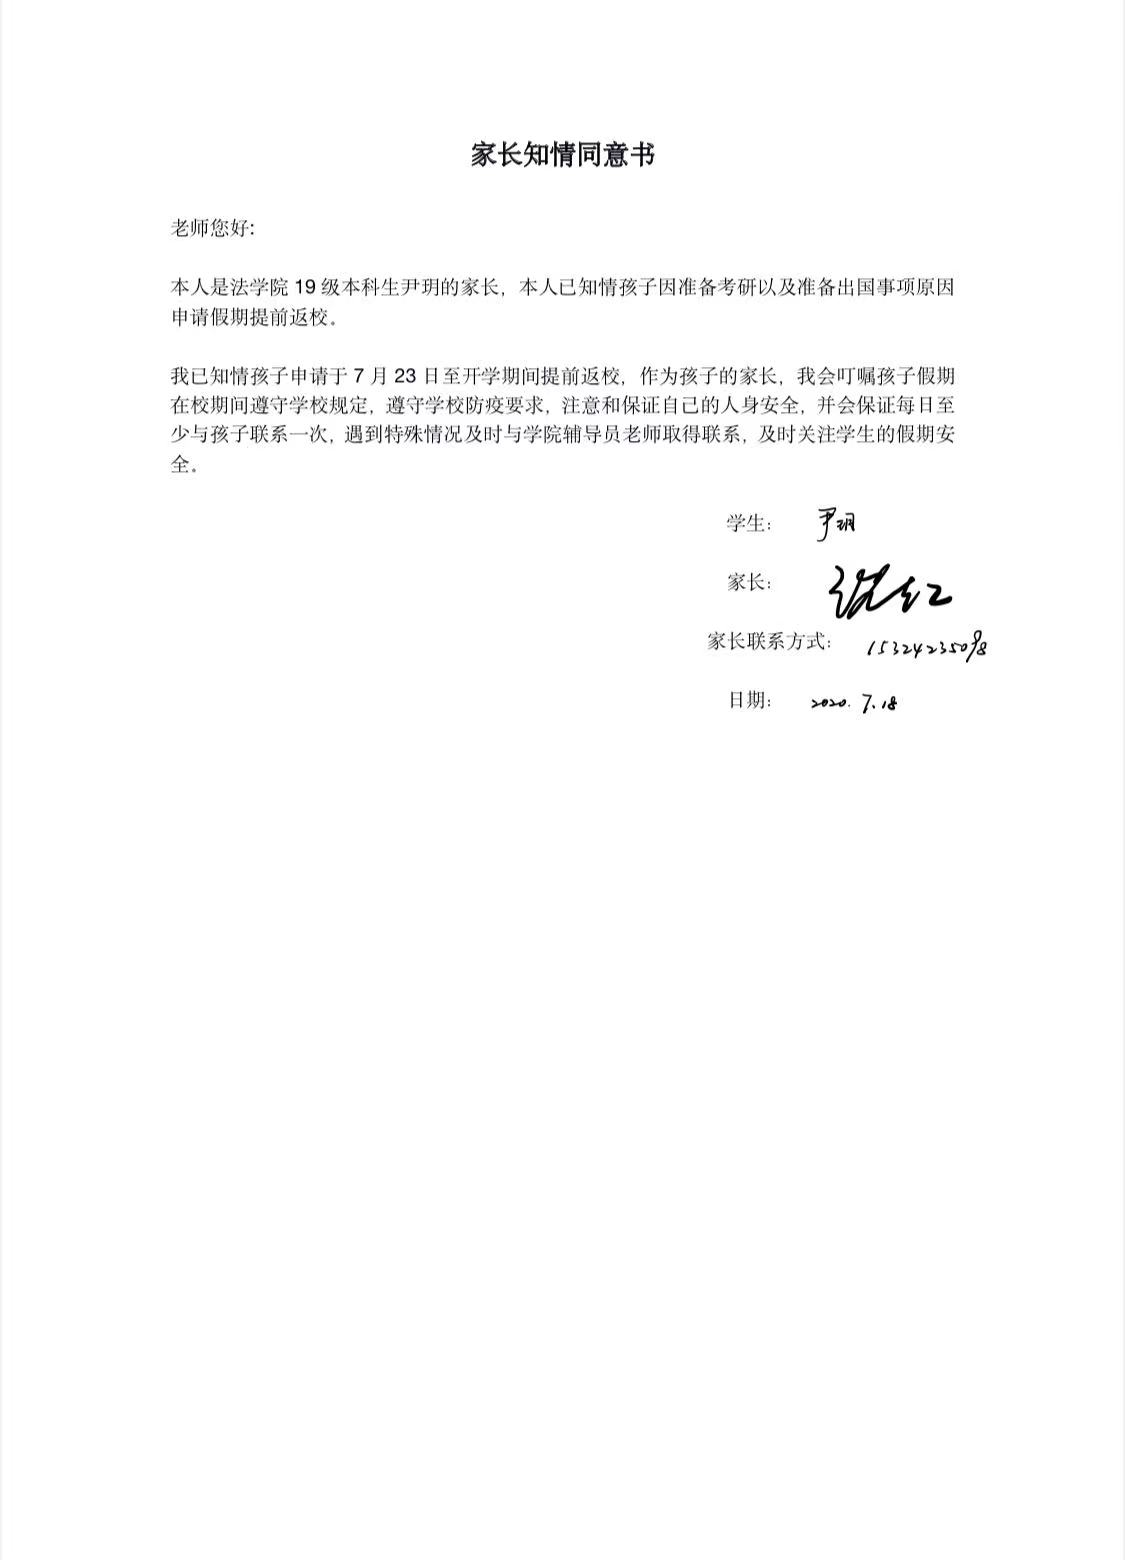 家长知情同意书
老师您好:
本人是法学院 19 级本科生尹玥的家长，本人已知情孩子因准备考研以及准备出国事项原因
申请假期提前返校。
我已知情孩子申请于 7 月 23 日至开学期间提前返校，作为孩子的家长，我会叮嘱孩子假期
在校期间遵守学校规定，遵守学校防疫要求，注意和保证自己的人身安全，并会保证每日至
少与孩子联系一次，遇到特殊情况及时与学院辅导员老师取得联系，及时关注学生的假期安
全。
学生： 尹玥
家长： 红
家长联系方式：
日期： 2020. 7.18